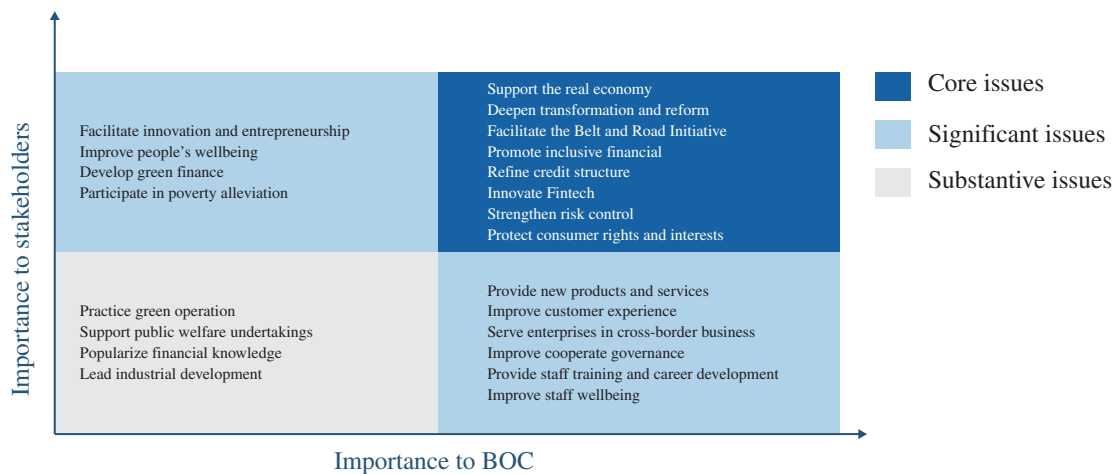 Importance to stakeholders
Facilitate innovation and entrepreneurship
Improve people's wellbeing
Develop green finance
Participate in poverty alleviation
Support the real economy
Deepen transformation and reform
Facilitate the Belt and Road Initiative
Promote inclusive financial
Refine credit structure
Innovate Fintech
Strengthen risk control
Protect consumer rights and interests
Practice green operation
Support public welfare undertakings
Popularize financial knowledge
Lead industrial development
Provide new products and services
Improve customer experience
Serve enterprises in cross-border business
Improve cooperate governance
Provide staff training and career development
Improve staff wellbeing
Importance to BOC
Core issues
Significant issues
Substantive issues